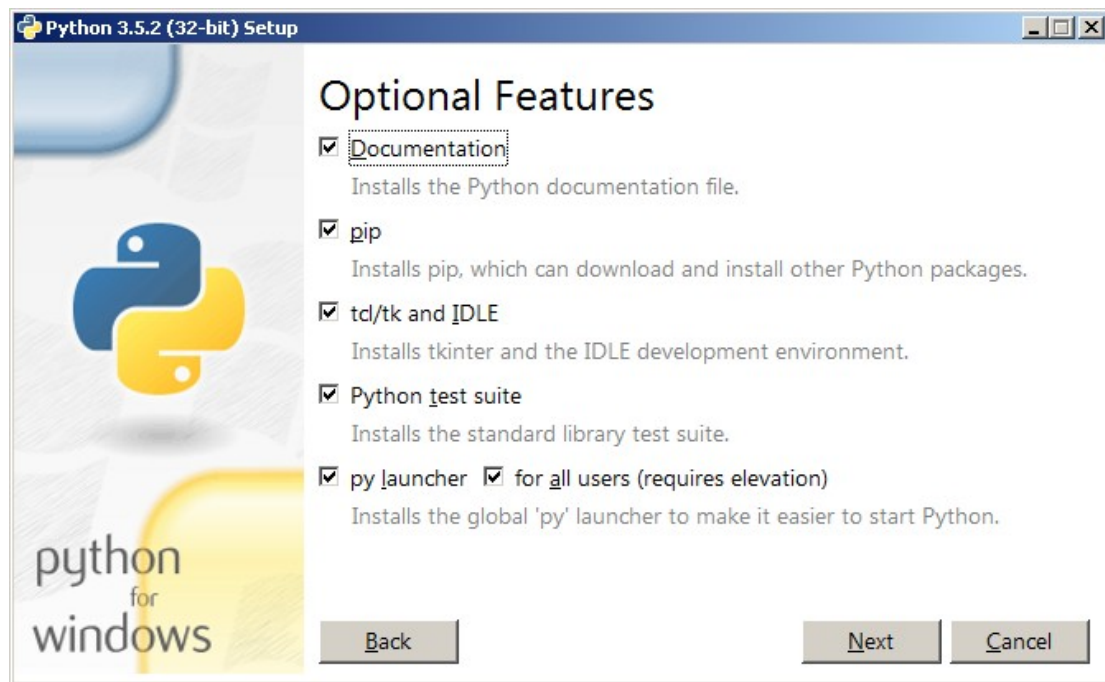 Python 3.5.2 (32-bit) Setup
Optional Features
Documentation
Installs the Python documentation file.
pip
Installs pip, which can download and install other Python packages.
tcl/tk and IDLE
Installs tkinter and the IDLE development environment.
Python test suite
Installs the standard library test suite.
py launcher for all users (requires elevation)
Installs the global 'py' launcher to make it easier to start Python.
python
for
windows
Back Next Cancel